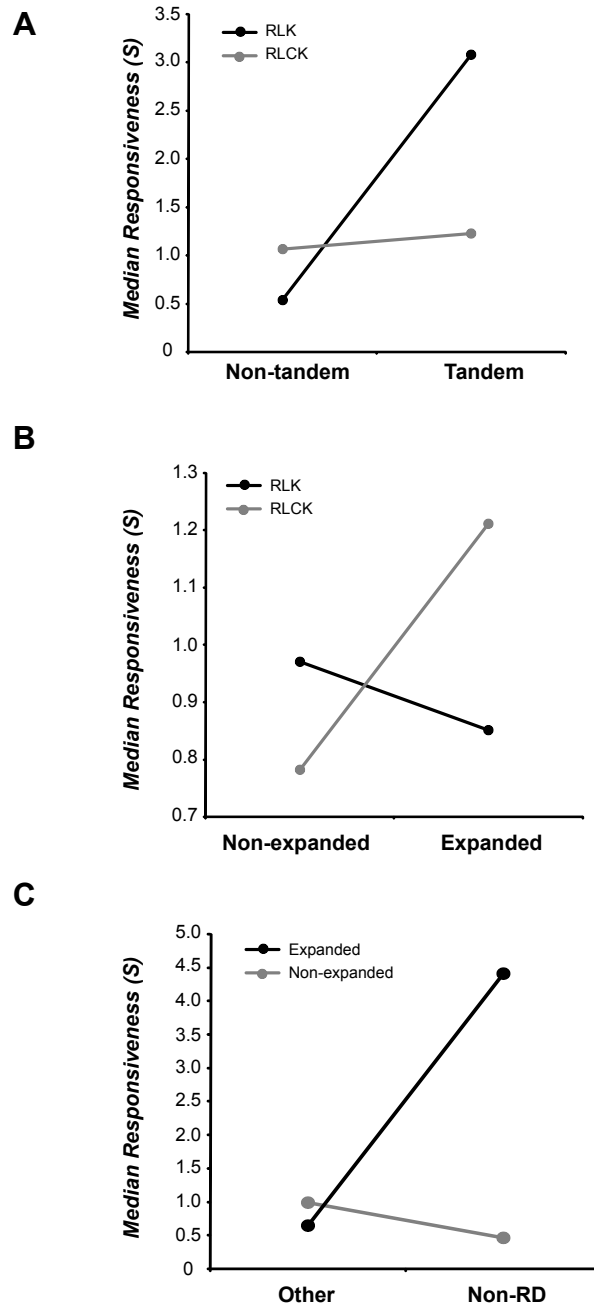 A
Median Responsiveness (S)
3.5
3.0
1.5
1.5
1.0
0.5
0
RLK
RLCK
Non-tandem Tandem
B
Median Responsiveness (S)
1.3
1.2
1.1
1.0
0.9
0.8
0.7
RLK
RLCK
Non-expanded Expanded
C
Median Responsiveness (S)
5.0
4.5
4.0
3.5
3.0
2.5
2.0
1.5
1.0
0.5
0
Expanded
Non-expanded
Other Non-RD